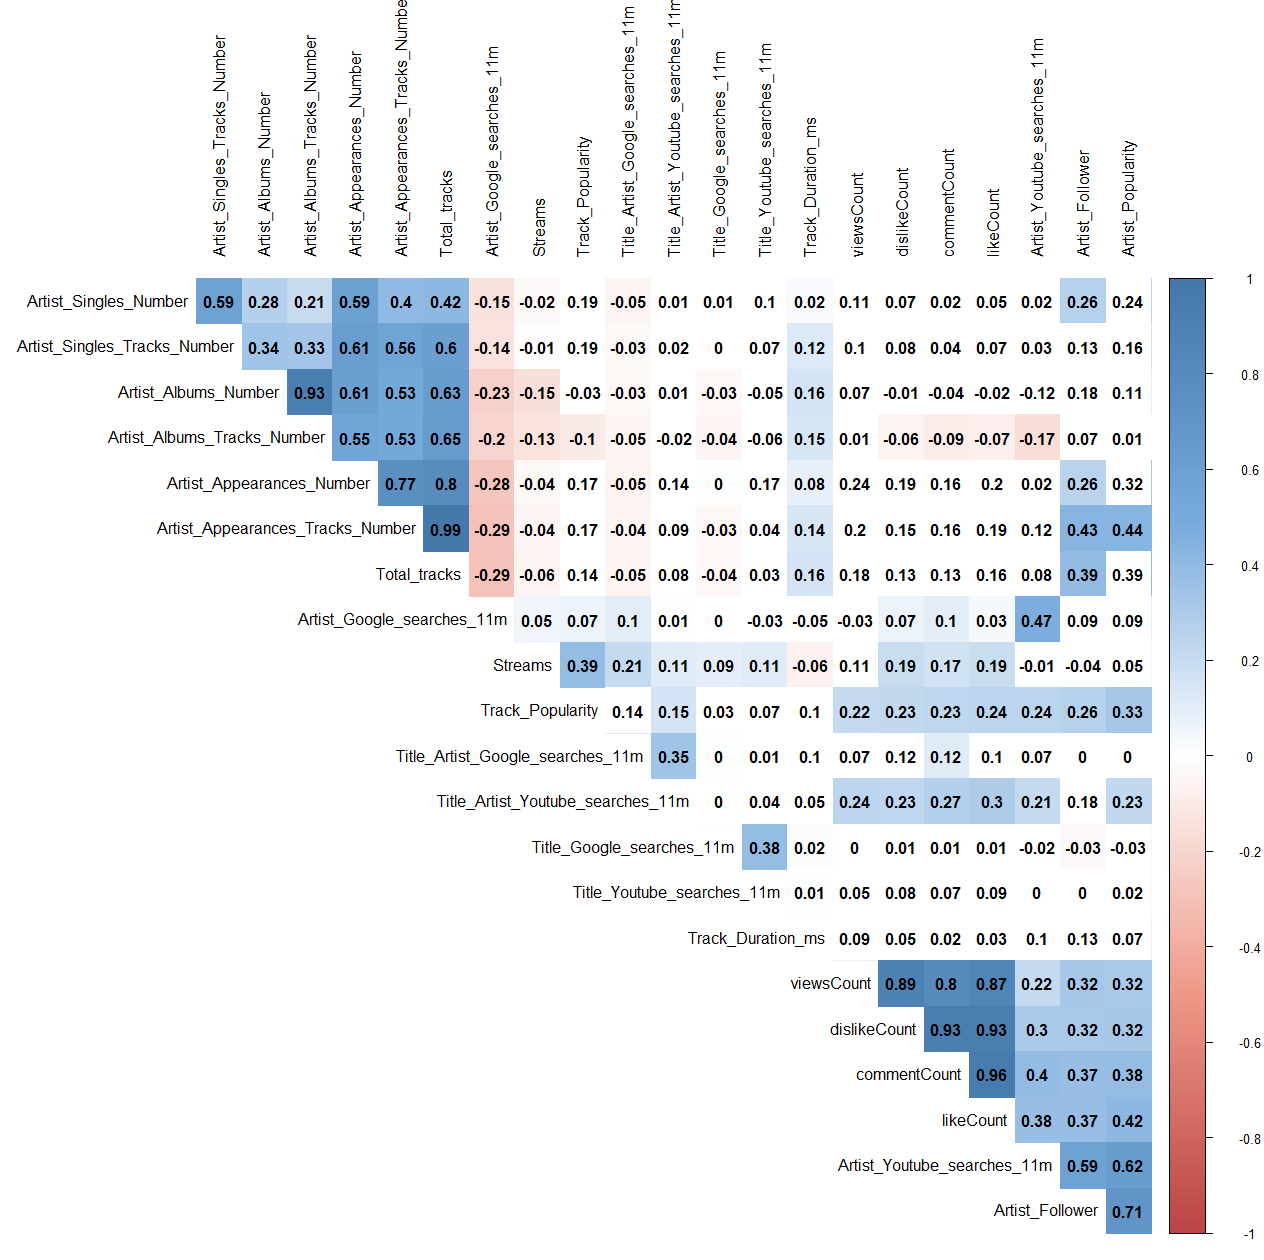 Artist_Singles_Tracks_Number
Artist_Albums_Number
Artist_Albums_Tracks_Number
Artist_Appearances_Number
Artist_Appearances_Tracks_Numbe
Total_tracks
Artist_Google_searches_11m
Streams
Track_Popularity
Title_Artist_Google_searches_11m
Title_Artist_Youtube_searches_11m
Title_Google_searches_11m
Title_Youtube_searches_11m
Track_Duration_ms
viewsCount
dislikeCount
commentCount
likeCount
Artist_Youtube_searches_11m
Artist_Follower
Artist_Popularity
Artist_Singles_Number 0.59 0.28 0.21 0.59 0.4 0.42 -0.15 -0.02 0.19 -0.05 0.01 0.01 0.1 0.02 0.11 0.07 0.02 0.05 0.02 0.26 0.24
Artist_Singles_Tracks_Number 0.34 0.33 0.61 0.56 0.6 -0.14 -0.01 0.19 -0.03 0.02 0 0.07 0.12 0.1 0.08 0.04 0.07 0.03 0.13 0.16
Artist_Albums_Number 0.93 0.61 0.53 0.63 -0.23 -0.15 -0.03 -0.03 0.01 -0.03 -0.05 0.16 0.07 -0.01 -0.04 -0.02 -0.12 0.18 0.11
Artist_Albums_Tracks_Number 0.55 0.53 0.65 -0.2 -0.13 -0.1 -0.05 -0.02 -0.04 -0.06 0.15 0.01 -0.06 -0.09 -0.07 -0.17 0.07 0.01
Artist_Appearances_Number 0.77 0.8 -0.28 -0.04 0.17 -0.05 0.14 0 0.17 0.08 0.24 0.19 0.16 0.2 0.02 0.26 0.32
Artist_Appearances_Tracks_Number 0.99 -0.29 -0.04 0.17 -0.04 0.09 -0.03 0.04 0.14 0.2 0.15 0.16 0.19 0.12 0.43 0.44
Total_tracks -0.29 -0.06 0.14 -0.05 0.08 -0.04 0.03 0.16 0.18 0.13 0.13 0.16 0.08 0.39 0.39
Artist_Google_searches_11m 0.05 0.07 0.1 0.01 0 -0.03 -0.05 -0.03 0.07 0.1 0.03 0.47 0.09 0.09
Streams 0.39 0.21 0.11 0.09 0.11 -0.06 0.11 0.19 0.17 0.19 -0.01 -0.04 0.05
Track_Popularity 0.14 0.15 0.03 0.07 0.1 0.22 0.23 0.23 0.24 0.24 0.26 0.33
Title_Artist_Google_searches_11m 0.35 0 0.01 0.1 0.07 0.12 0.12 0.1 0.07 0 0
Title_Artist_Youtube_searches_11m 0 0.04 0.05 0.24 0.23 0.27 0.3 0.21 0.18 0.23
Title_Google_searches_11m 0.38 0.02 0 0.01 0.01 0.01 -0.02 -0.03 -0.03
Title_Youtube_searches_11m 0.01 0.05 0.08 0.07 0.09 0 0 0.02
Track_Duration_ms 0.09 0.05 0.02 0.03 0.1 0.13 0.07
viewsCount 0.89 0.8 0.87 0.22 0.32 0.32
dislikeCount 0.93 0.93 0.3 0.32 0.32
commentCount 0.96 0.4 0.37 0.38
likeCount 0.38 0.37 0.42
Artist_Youtube_searches_11m 0.59 0.62
Artist_Follower 0.71
1
0.8
0.6
0.4
0.2
0
-0.2
-0.4
-0.6
-0.8
-1